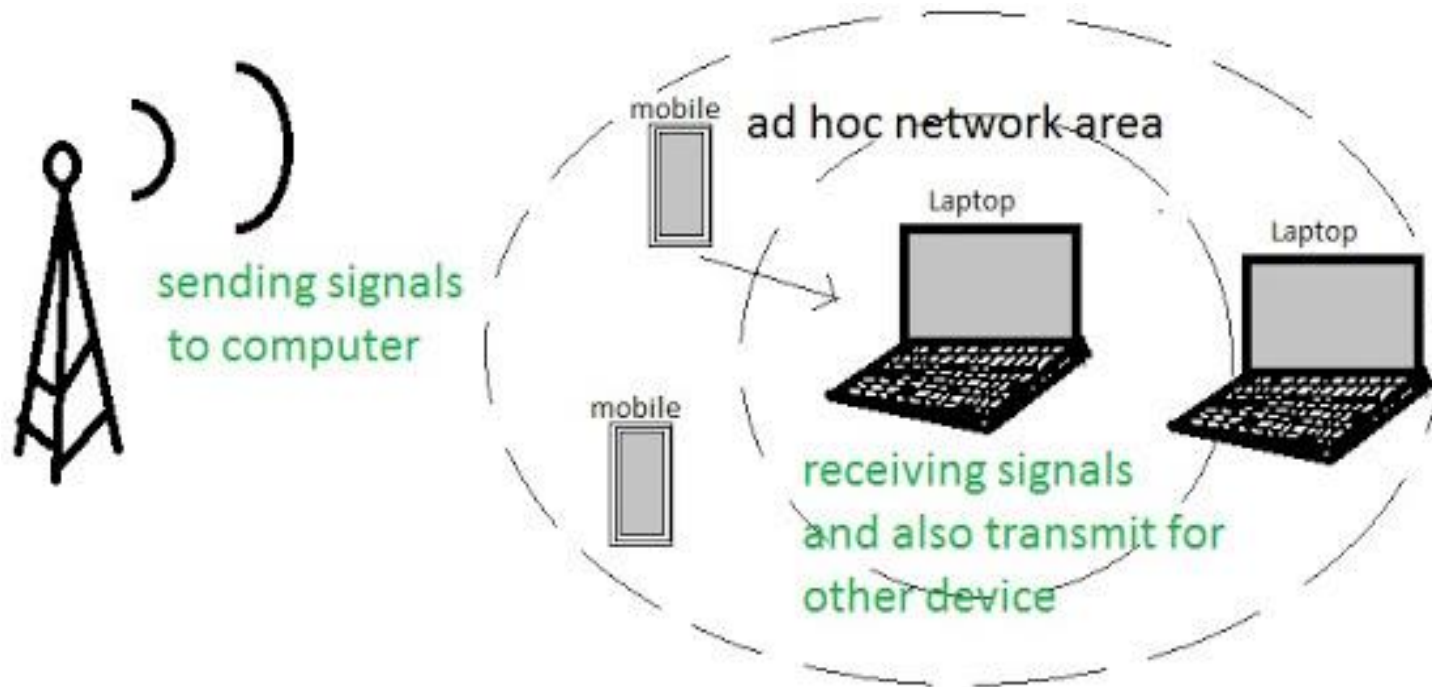 mobile
ad hoc network area
Laptop
Laptop
sending signals
to computer
mobile
receiving signals
and also transmit for
other device